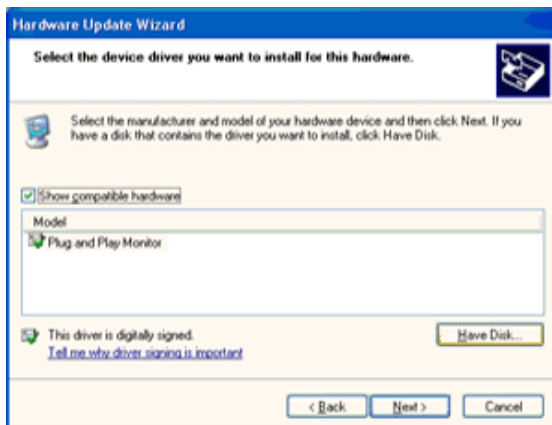 Hardware Update Wizard
Select the device driver you want to install for this hardware.
Select the manufacturer and model of your hardware device and then click Next. If you
have a disk that contains the driver you want to install, click Have Disk.
Show compatible hardware
Model
Plug and Play Monitor
This driver is digitally signed.
Have Disk...
Tell me why driver signing is important
< Back
Next >
Cancel